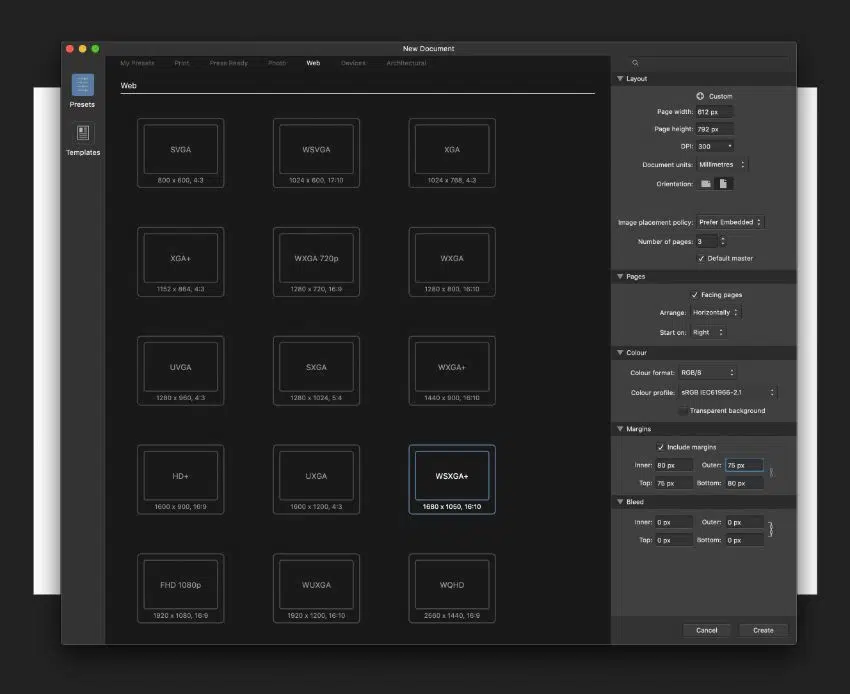 New Document
My Presets Print Press Ready Photo Web Devices Architectural
Presets
Templates
Web
SVGA
800 x 600, 4:3
WSVGA
1024 x 600, 17:10
XGA
1024 x 768, 4:3
XGA+
1152 x 864, 4:3
WXGA 720p
1280 x 720, 16:9
WXGA
1280 x 800, 16:10
UVGA
1280 x 960, 4:3
SXGA
1280 x 1024, 5:4
WXGA+
1440 x 900, 16:10
HD+
1600 x 900, 16:9
UXGA
1600 x 1200, 4:3
WSXGA+
1680 x 1050, 16:10
FHD 1080p
1920 x 1080, 16:9
WUXGA
1920 x 1200, 16:10
WQHD
2560 x 1440, 16:9
Layout
Custom
Page width: 612 px
Page height: 792 px
DPI: 300
Document units: Millimetres
Orientation:
Image placement policy: Prefer Embedded
Number of pages: 3
Default master
Pages
Facing pages
Arrange: Horizontally
Start on: Right
Colour
Colour format: RGB/8
Colour profile: sRGB IEC61966-2.1
Transparent background
Margins
Include margins
Inner: 80 px Outer: 75 px
Top: 75 px Bottom: 80 px
Bleed
Inner: 0 px Outer: 0 px
Top: 0 px Bottom: 0 px
Cancel Create